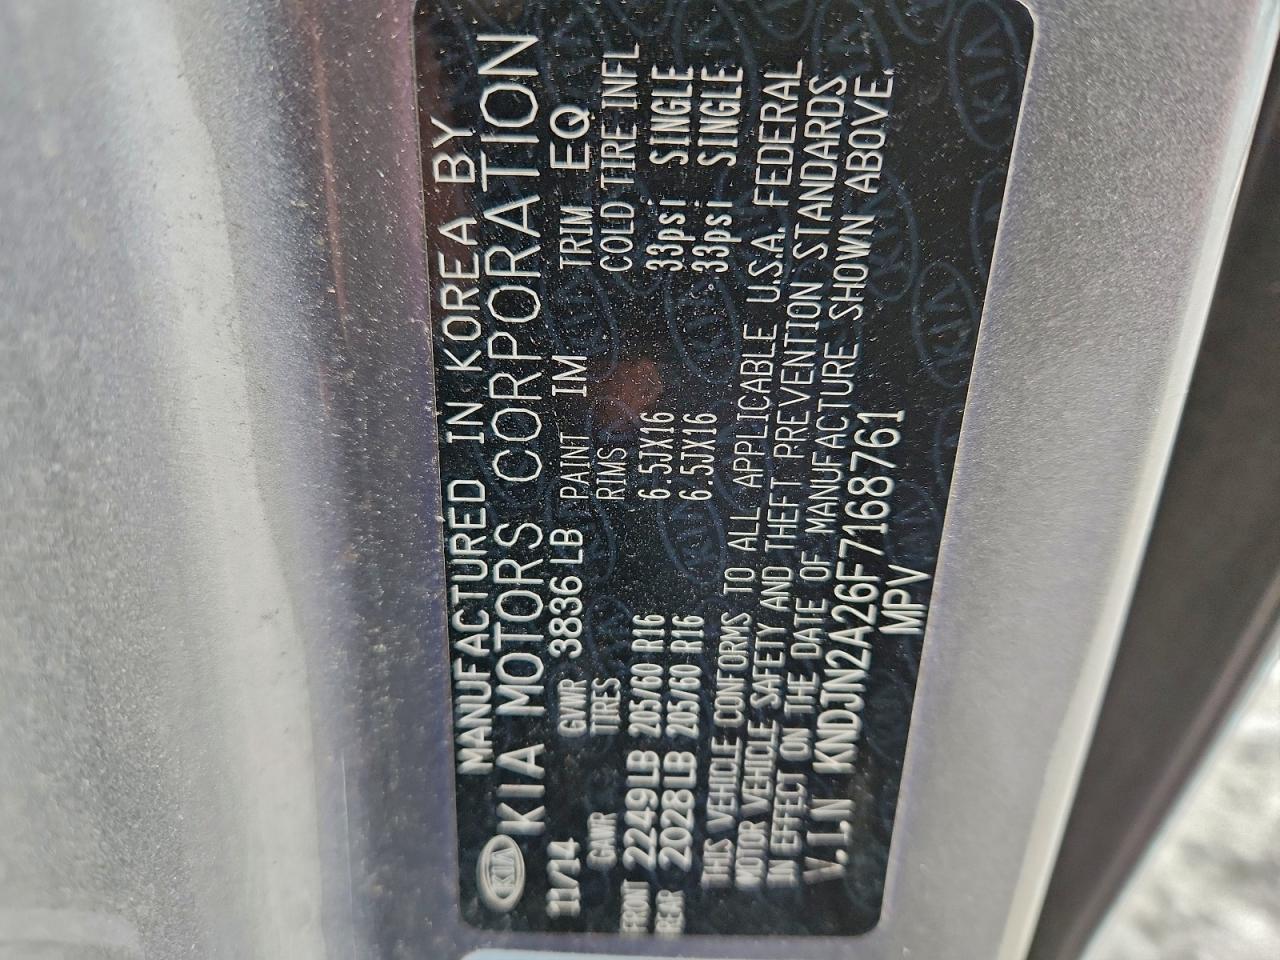 MANUFACTURED IN KOREA BY
KIA KIA MOTORS CORPORATION
11/14 GVWR 3836 LB PAINT IM TRIM EQ
GAWR TIRES RIMS COLD TIRE INFL
FRONT 2249LB 205/60 R16 6.5JX16 33psi SINGLE
REAR 2028LB 205/60 R16 6.5JX16 33psi SINGLE
THIS VEHICLE CONFORMS TO ALL APPLICABLE U.S.A. FEDERAL
MOTOR VEHICLE SAFETY AND THEFT PREVENTION STANDARDS
IN EFFECT ON THE DATE OF MANUFACTURE SHOWN ABOVE.
V.I.N KNDJN2A26F7168761
MPV